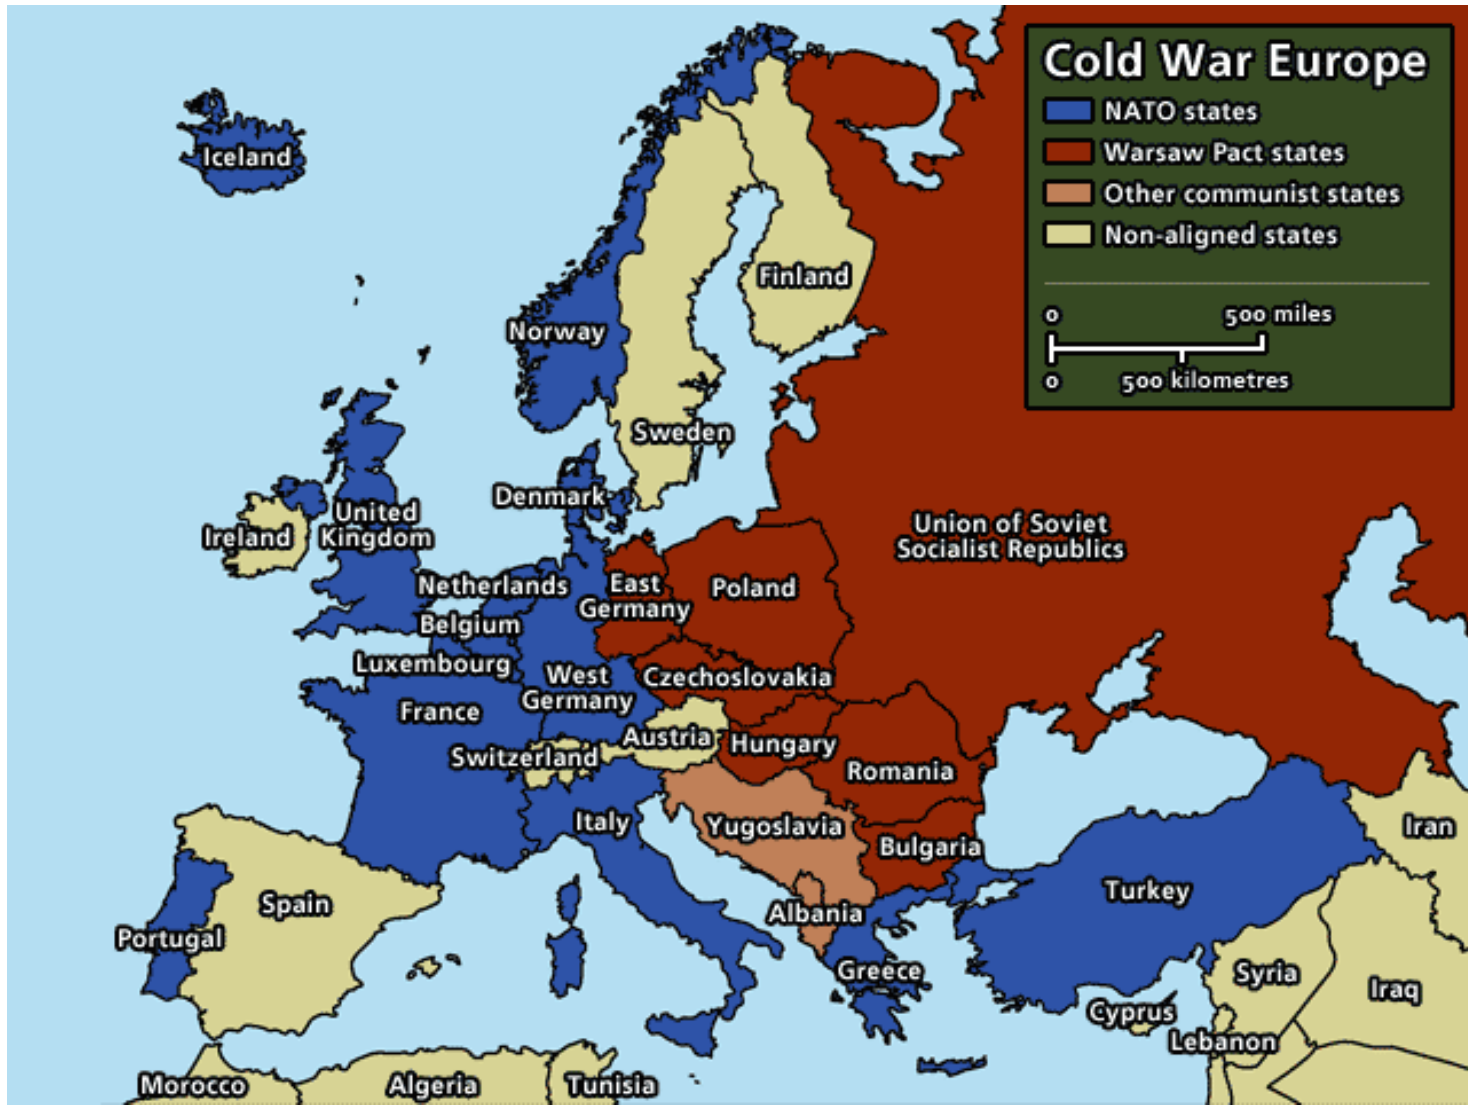 Cold War Europe
NATO states
Warsaw Pact states
Other communist states
Non-aligned states
0
500 miles
0
500 kilometres
Iceland
Finland
Norway
Sweden
Denmark
United
Kingdom
Ireland
Union of Soviet
Socialist Republics
Netherlands
East
Germany
Poland
Belgium
Luxembourg
West
Germany
Czechoslovakia
France
Switzerland
Austria
Hungary
Romania
Italy
Yugoslavia
Bulgaria
Iran
Turkey
Spain
Portugal
Albania
Greece
Syria
Iraq
Cyprus
Lebanon
Morocco
Algeria
Tunisia